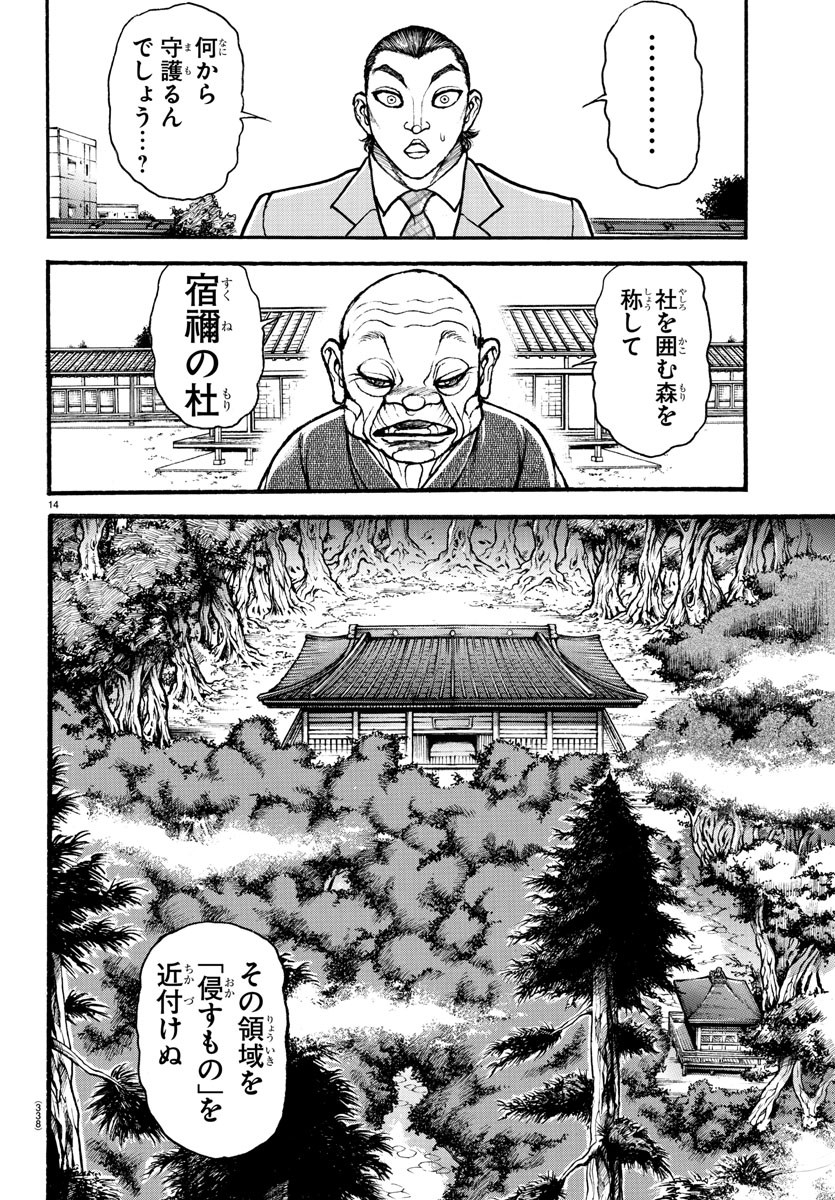 ………
何から
守護るん
でしょう…?
社を囲む森を
称して
宿禰の杜
その領域を
「侵すもの」を
近付けぬ
14
(338)